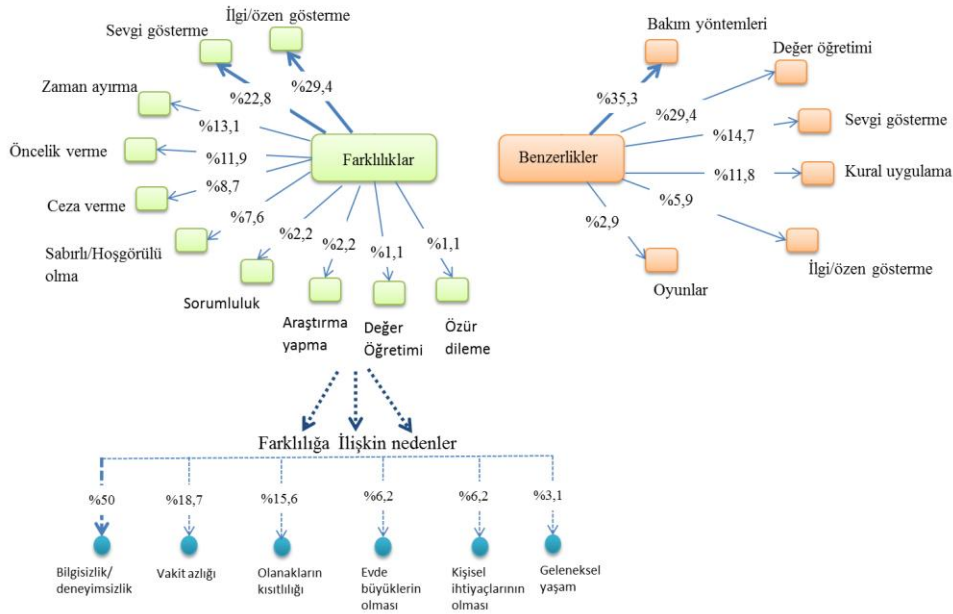 İlgi/özen gösterme
Sevgi gösterme
%29,4
%22,8
Zaman ayırma
%13,1
Öncelik verme
%11,9
Farklılıklar
Ceza verme
%8,7
%7,6
Sabırlı/Hoşgörülü
olma
%2,2
Sorumluluk
%2,2
Araştırma
yapma
%1,1
Değer
Öğretimi
%1,1
Özür
dileme
Bakım yöntemleri
%35,3
Değer öğretimi
%29,4
Sevgi gösterme
%14,7
Benzerlikler
Kural uygulama
%11,8
%5,9
İlgi/özen gösterme
%2,9
Oyunlar
Farklılığa İlişkin nedenler
%50
%18,7
%15,6
%6,2
%6,2
%3,1
Bilgisizlik/
deneyimsizlik
Vakit azlığı
Olanakların
kısıtlılığı
Evde
büyüklerin
olması
Kişisel
ihtiyaçlarının
olması
Geleneksel
yaşam